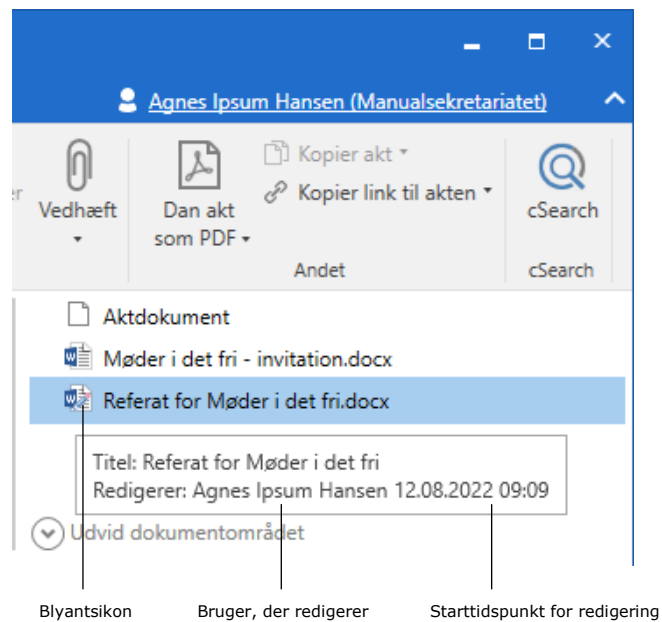 Agnes Ipsum Hansen (Manualsekretariatet)
Kopier akt
Kopier link til akten
Vedhæft
Dan akt
som PDF
cSearch
Andet
cSearch
Aktdokument
Møder i det fri - invitation.docx
Referat for Møder i det fri.docx
Titel: Referat for Møder i det fri
Redigerer: Agnes Ipsum Hansen 12.08.2022 09:09
Udvid dokumentområdet
Blyantsikon
Bruger, der redigerer
Starttidspunkt for redigering